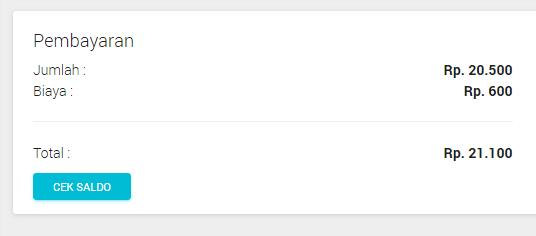 Pembayaran
Jumlah : Rp. 20.500
Biaya : Rp. 600
Total : Rp. 21.100
CEK SALDO